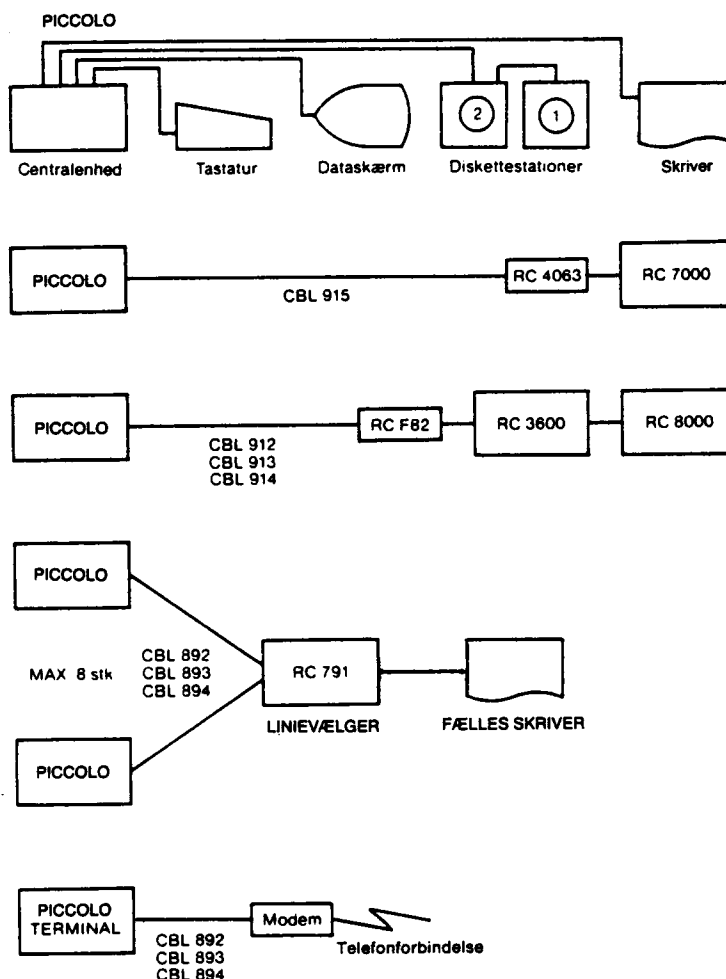 PICCOLO
2 1
Centralenhed Tastatur Dataskærm Diskettestationer Skriver
PICCOLO RC 4063 RC 7000
CBL 915
PICCOLO RC F82 RC 3600 RC 8000
CBL 912
CBL 913
CBL 914
PICCOLO
MAX 8 stk
CBL 892
CBL 893
CBL 894
RC 791
LINIEVÆLGER FÆLLES SKRIVER
PICCOLO
PICCOLO
TERMINAL
Modem
CBL 892
CBL 893
CBL 894
Telefonforbindelse